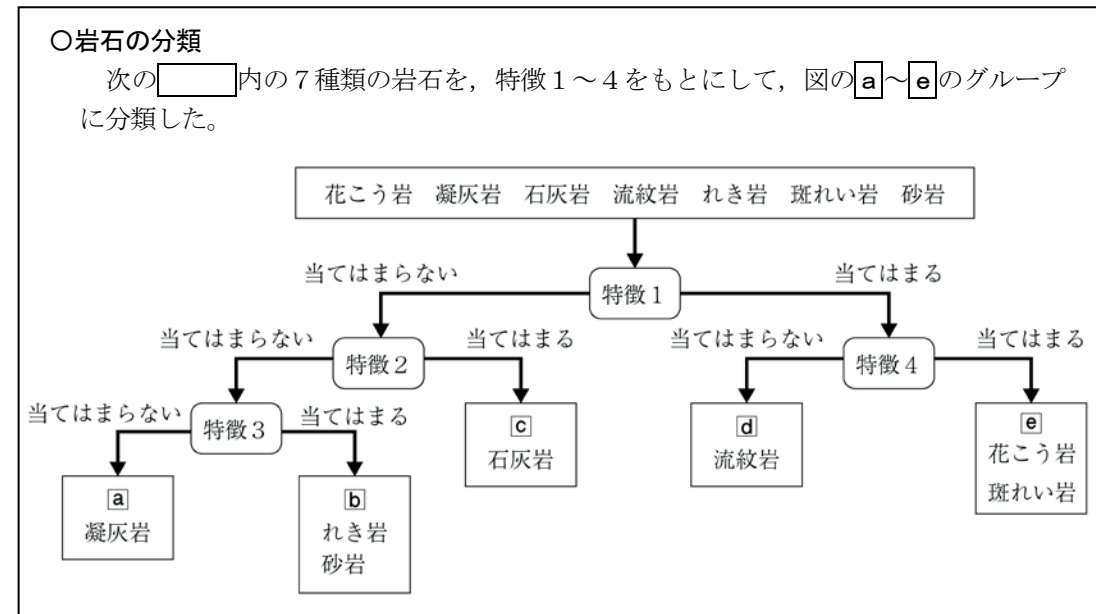 〇岩石の分類
次の　　　内の７種類の岩石を，特徴１～４をもとにして，図のa～eのグループ
に分類した。
花こう岩　凝灰岩　石灰岩　流紋岩　れき岩　斑れい岩　砂岩
当てはまらない　当てはまる
特徴１
当てはまらない　当てはまる　当てはまらない　当てはまる
特徴２　特徴４
当てはまらない　当てはまる
特徴３
c　d　e
石灰岩　流紋岩　花こう岩
斑れい岩
a　b
凝灰岩　れき岩
砂岩